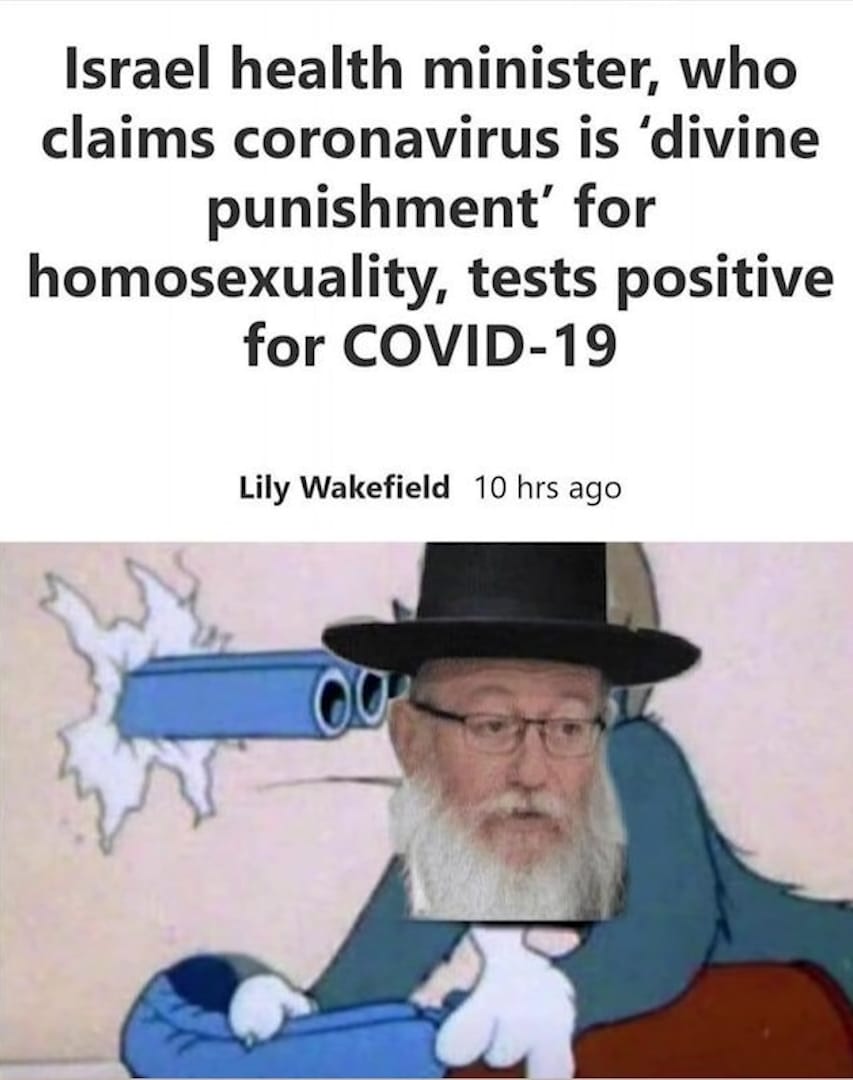 Israel health minister, who
claims coronavirus is ‘divine
punishment’ for
homosexuality, tests positive
for COVID-19
Lily Wakefield 10 hrs ago